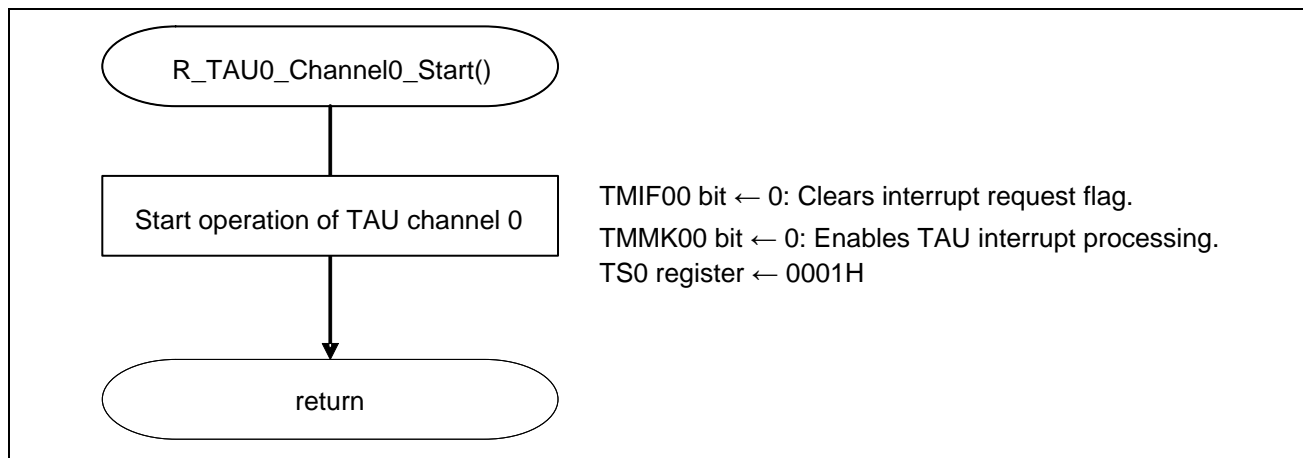 R_TAU0_Channel0_Start()
Start operation of TAU channel 0
TMIF00 bit ← 0: Clears interrupt request flag.
TMMK00 bit ← 0: Enables TAU interrupt processing.
TS0 register ← 0001H
return